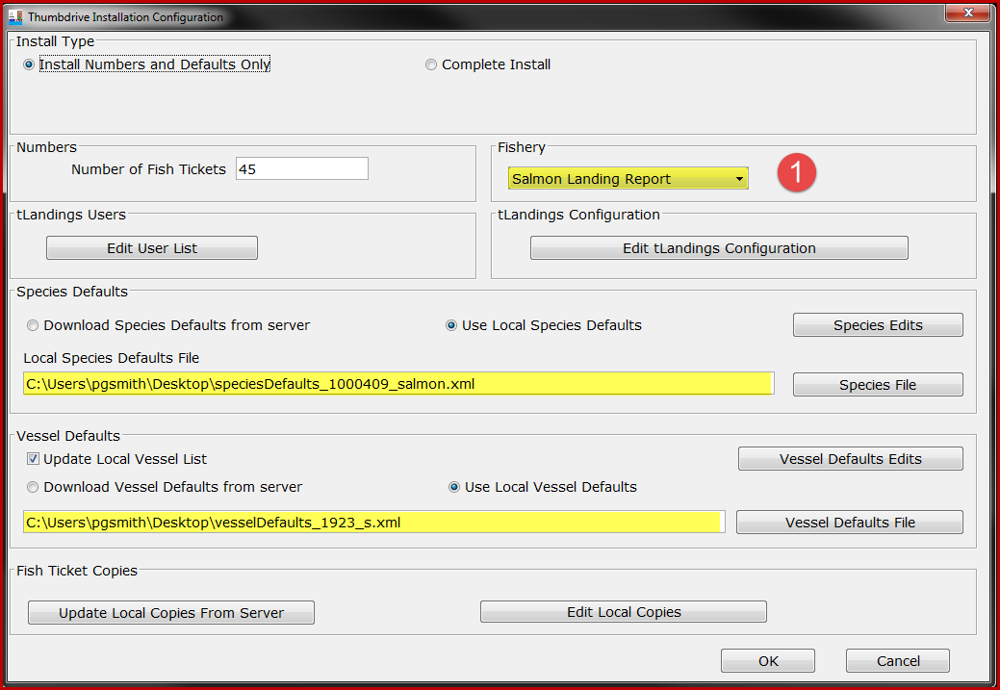 Thumbdrive Installation Configuration
Install Type
Install Numbers and Defaults Only
Complete Install
Numbers
Number of Fish Tickets 45
Fishery
Salmon Landing Report
1
tLandings Users
Edit User List
tLandings Configuration
Edit tLandings Configuration
Species Defaults
Download Species Defaults from server
Use Local Species Defaults
Species Edits
Local Species Defaults File
C:\Users\pgsmith\Desktop\speciesDefaults_1000409_salmon.xml
Species File
Vessel Defaults
Update Local Vessel List
Vessel Defaults Edits
Download Vessel Defaults from server
Use Local Vessel Defaults
C:\Users\pgsmith\Desktop\vesselDefaults_1923_s.xml
Vessel Defaults File
Fish Ticket Copies
Update Local Copies From Server
Edit Local Copies
OK
Cancel